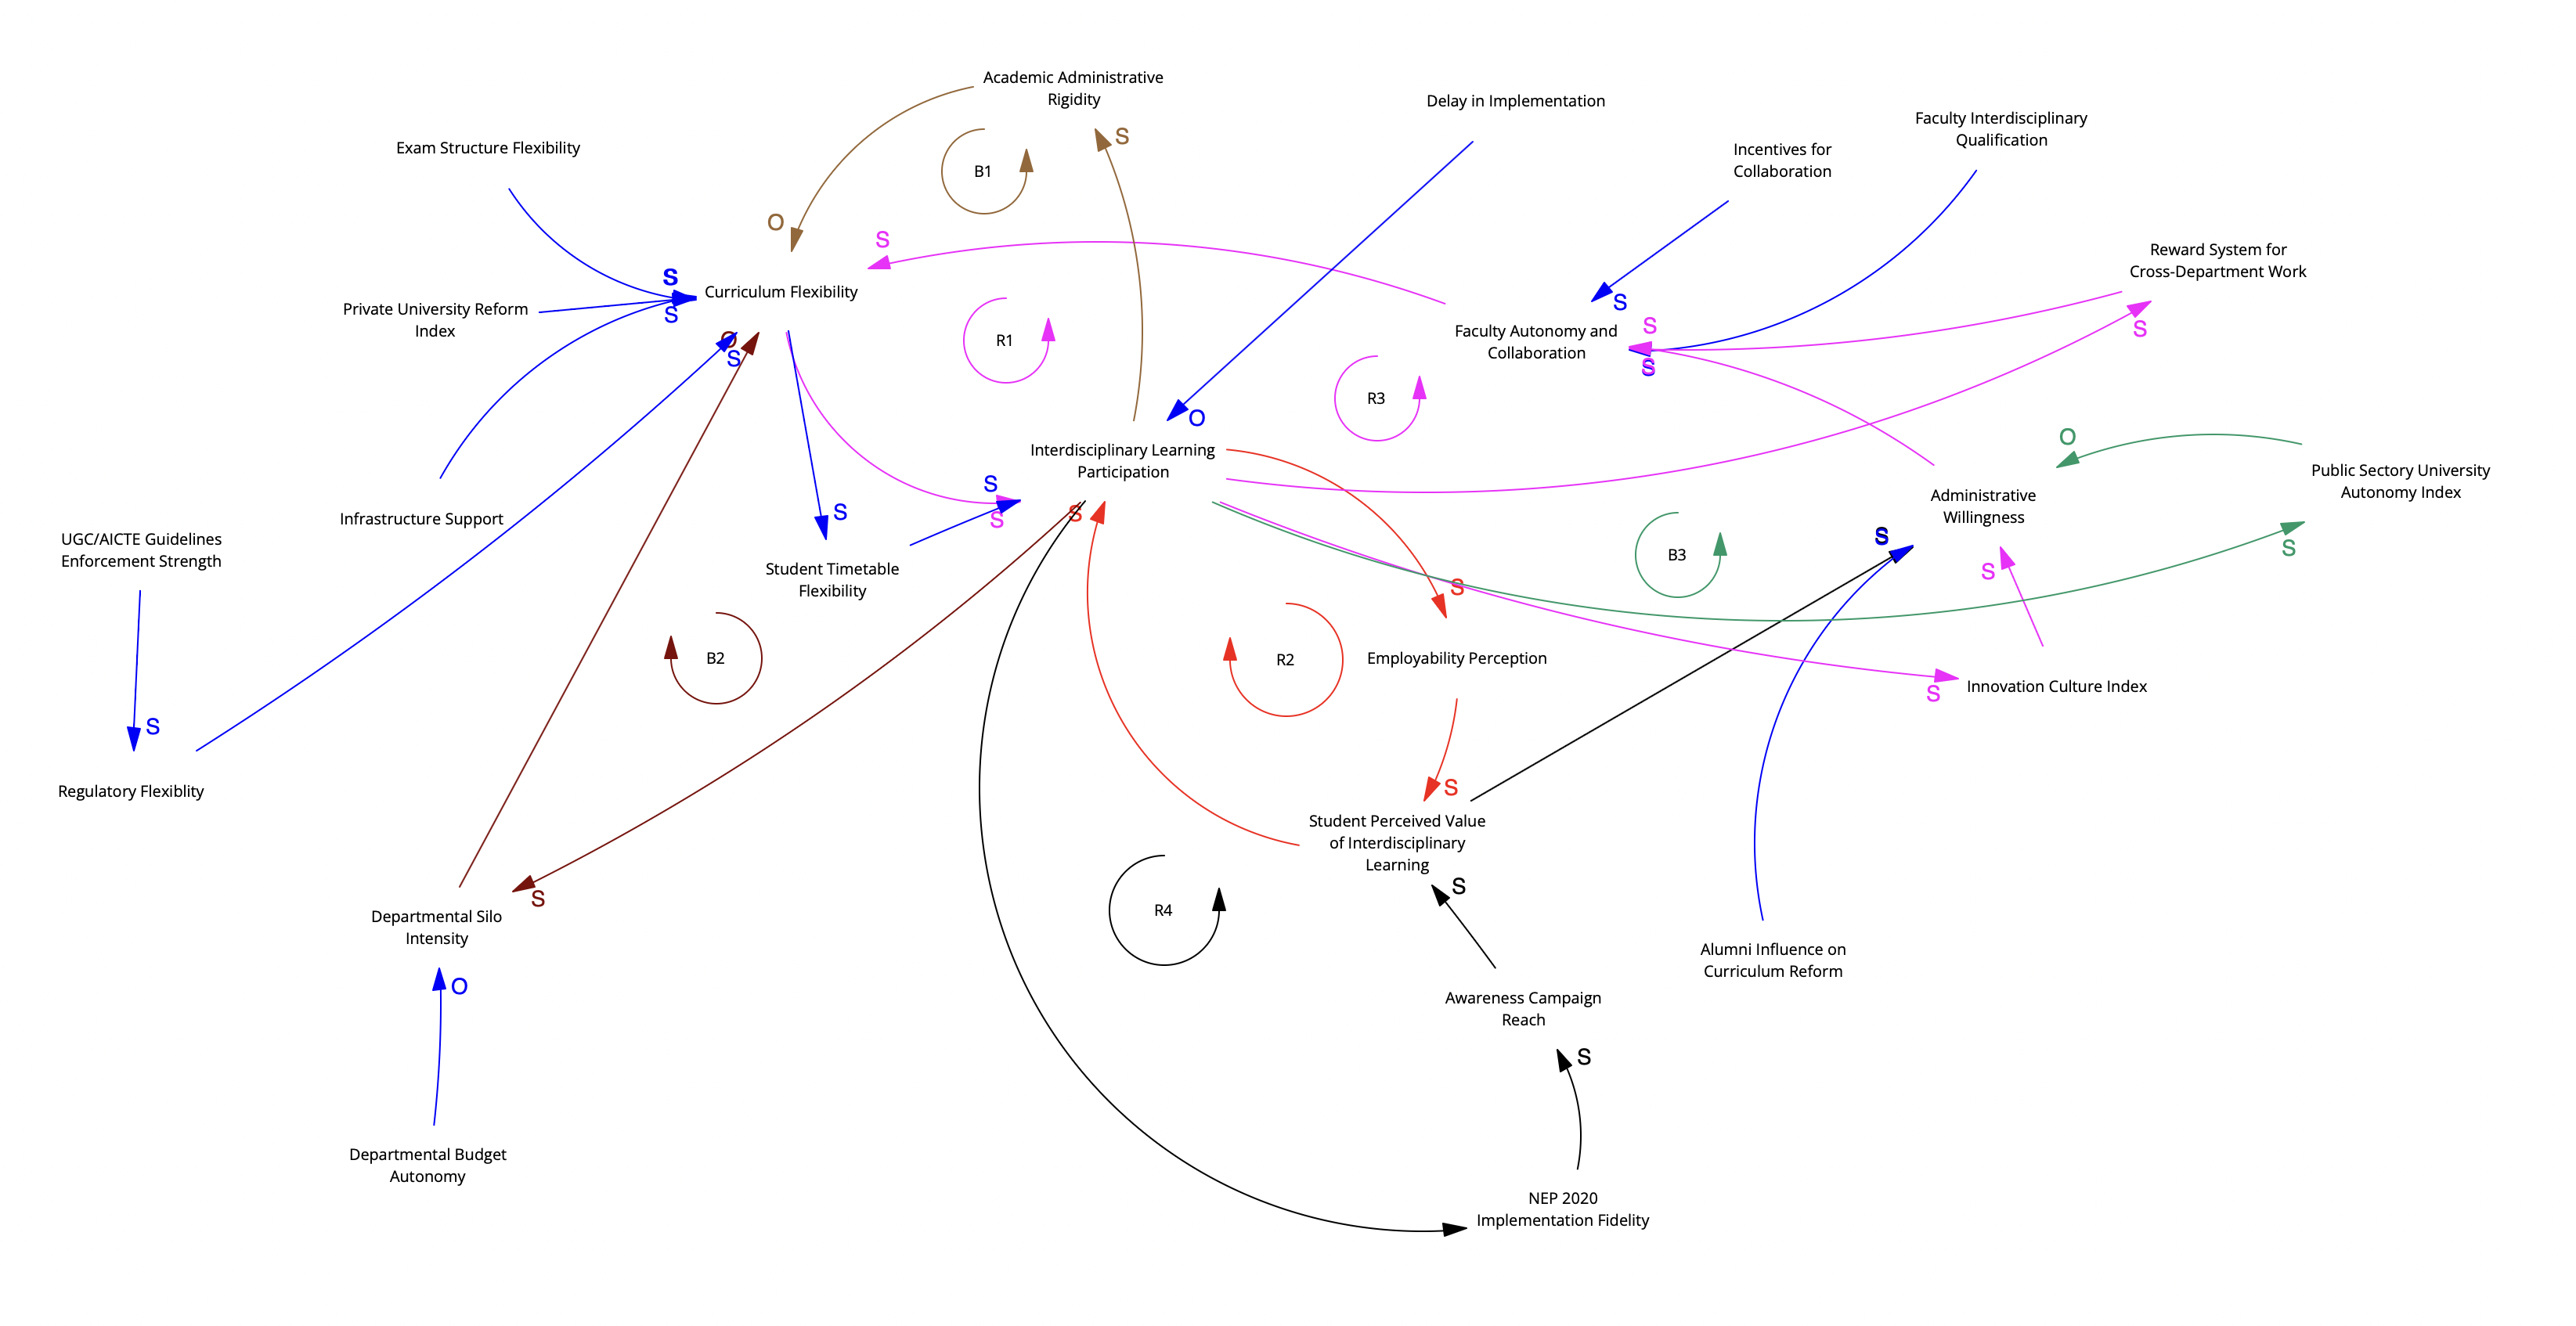 Academic Administrative
Rigidity
S
Delay in Implementation
Faculty Interdisciplinary
Qualification
Exam Structure Flexibility
B1
Incentives for
Collaboration
O
S
Reward System for
Cross-Department Work
S
Curriculum Flexibility
Private University Reform
Index
S
S
Faculty Autonomy and
Collaboration
S
S
S
O
S
R1
R3
O
Interdisciplinary Learning
Participation
O
Public Sectory University
Autonomy Index
Administrative
Willingness
S
S
S
S
S
Infrastructure Support
UGC/AICTE Guidelines
Enforcement Strength
Student Timetable
Flexibility
B3
S
S
S
B2
R2
Employability Perception
Innovation Culture Index
S
S
Regulatory Flexiblity
S
Student Perceived Value
of Interdisciplinary
Learning
S
S
Departmental Silo
Intensity
R4
Alumni Influence on
Curriculum Reform
O
Awareness Campaign
Reach
S
Departmental Budget
Autonomy
NEP 2020
Implementation Fidelity